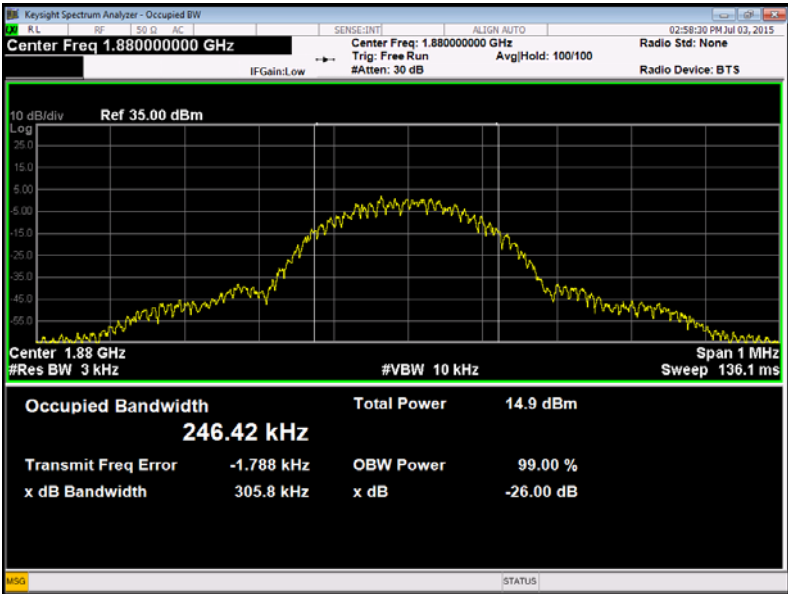 Keysight Spectrum Analyzer - Occupied BW
RL RF 50 Ω AC SENSE:INT ALIGN AUTO 02:58:30 PM Jul 03, 2015
Center Freq 1.880000000 GHz Center Freq: 1.880000000 GHz Radio Std: None
Trig: Free Run Avg|Hold: 100/100
IFGain:Low #Atten: 30 dB Radio Device: BTS
10 dB/div Ref 35.00 dBm
Log
25.0
15.0
5.00
-5.00
-15.0
-25.0
-35.0
-45.0
-55.0
Center 1.88 GHz Span 1 MHz
#Res BW 3 kHz #VBW 10 kHz Sweep 136.1 ms
Occupied Bandwidth Total Power 14.9 dBm
246.42 kHz
Transmit Freq Error -1.788 kHz OBW Power 99.00 %
x dB Bandwidth 305.8 kHz x dB -26.00 dB
MSG STATUS